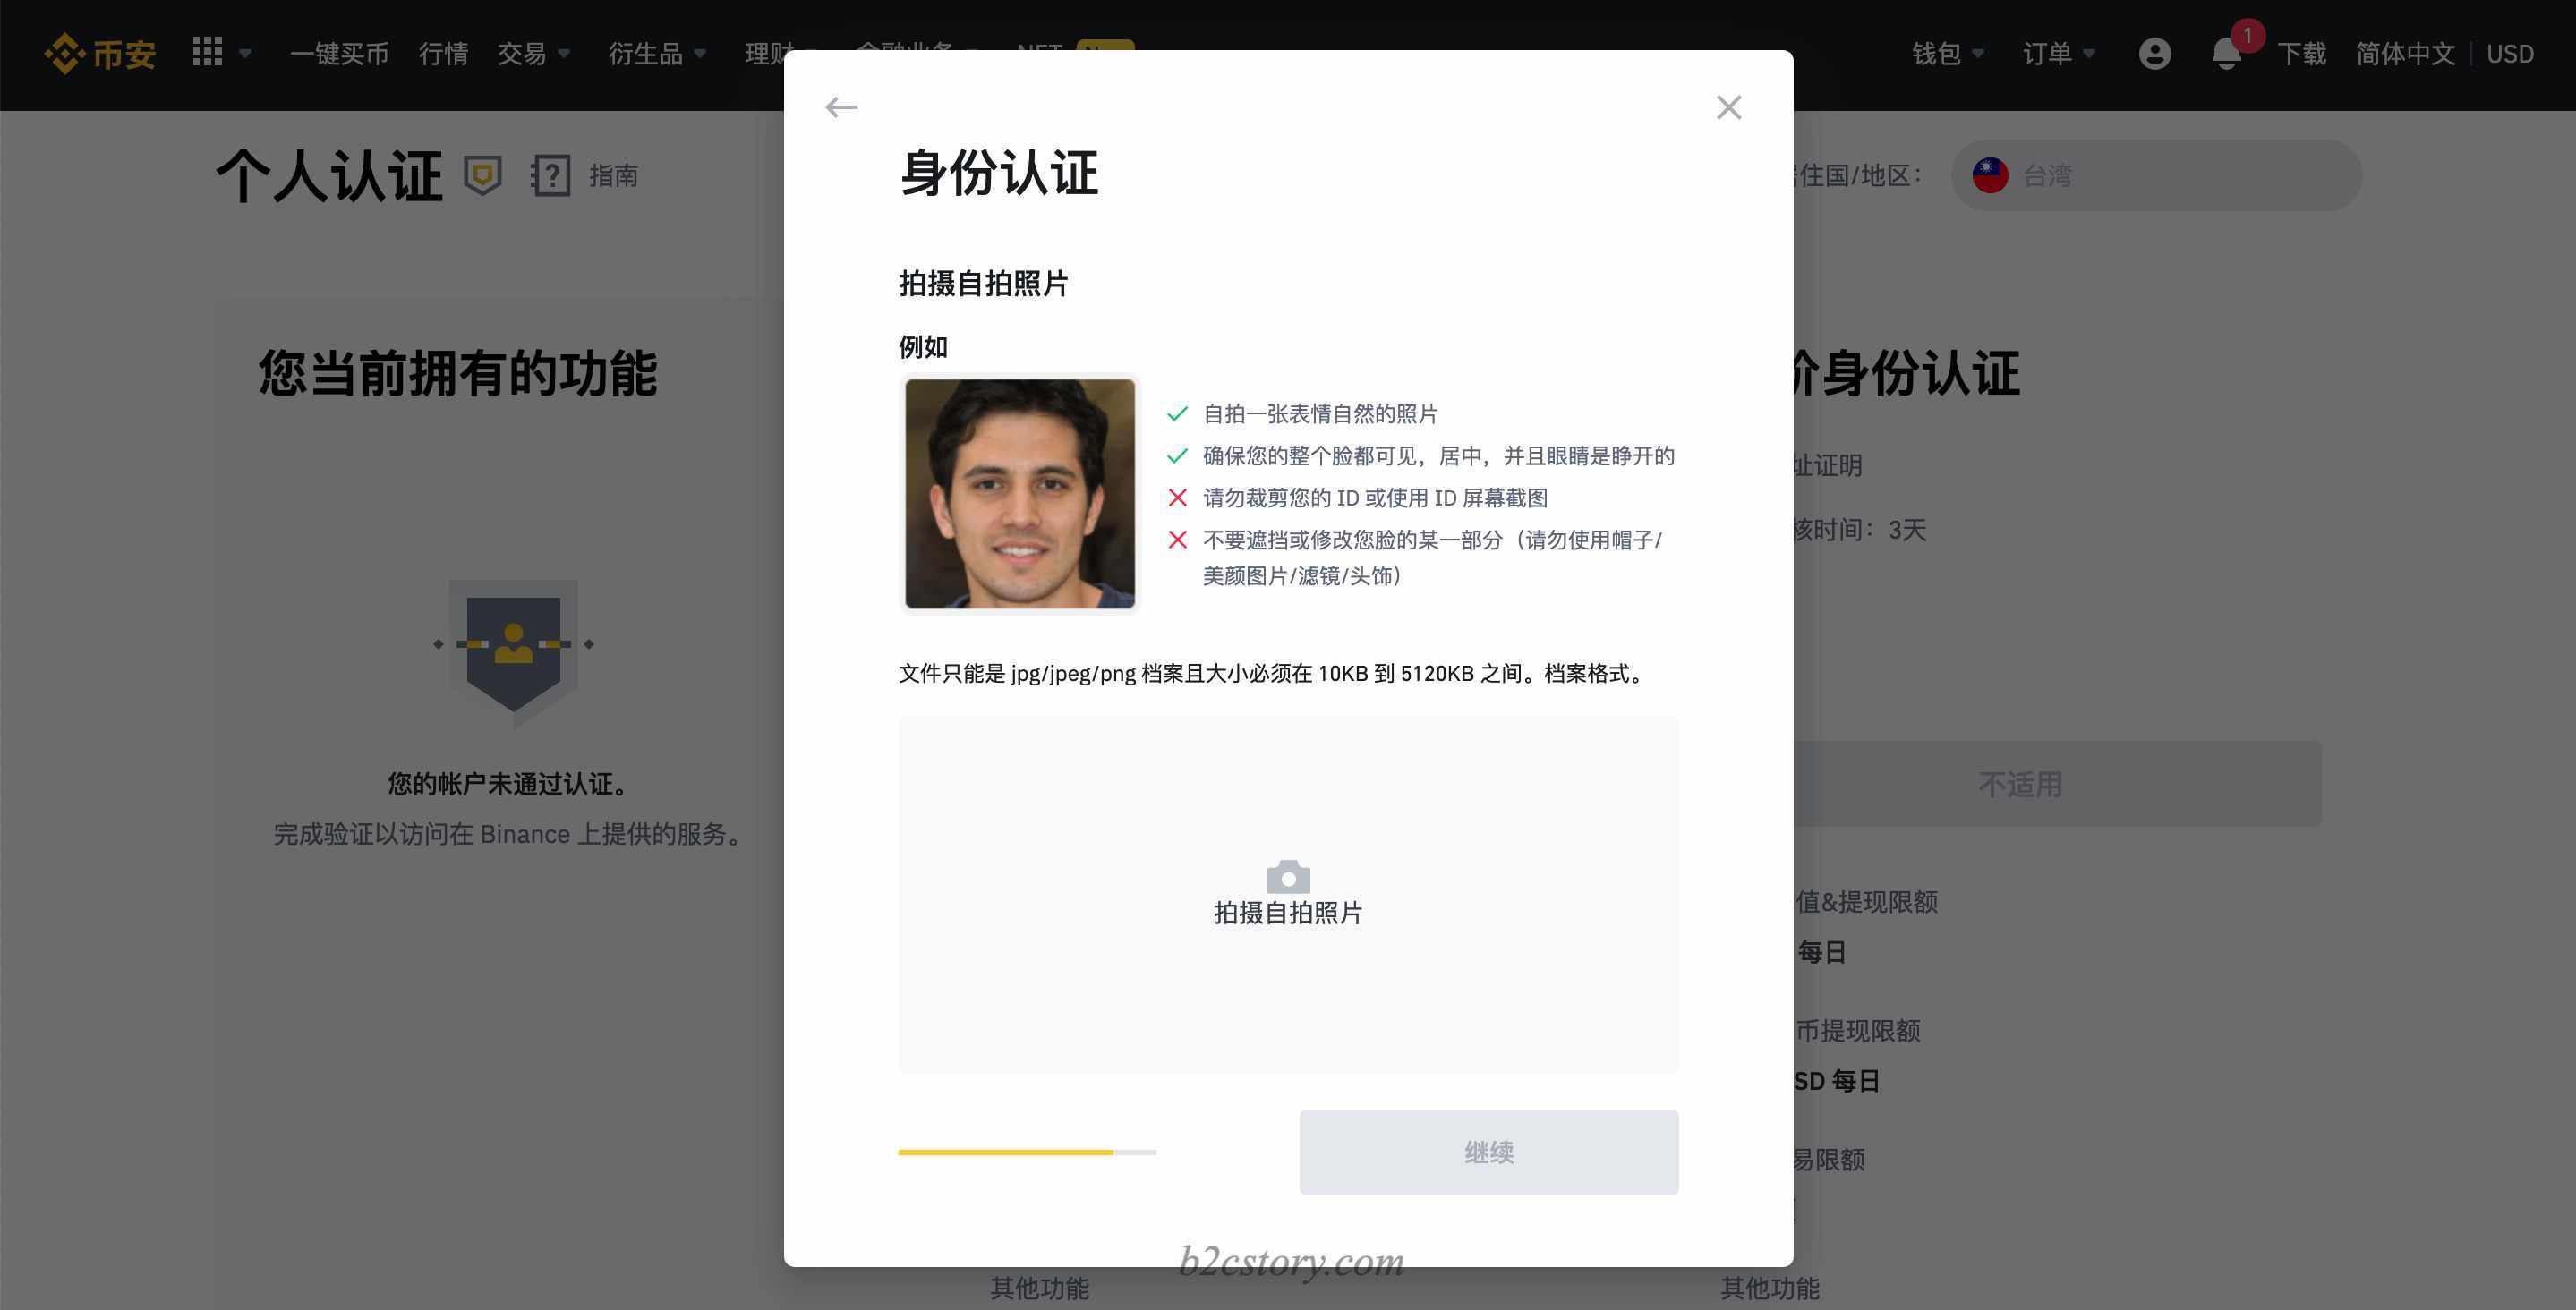 币安 一键买币 行情 交易 衍生品 理财 NFT 钱包 订单 1 下载 简体中文 USD
个人认证 指南 住国/地区： 台湾
身份认证
拍摄自拍照片
例如
您当前拥有的功能
自拍一张表情自然的照片
确保您的整个脸都可见，居中，并且眼睛是睁开的
请勿裁剪您的 ID 或使用 ID 屏幕截图
不要遮挡或修改您脸的某一部分（请勿使用帽子/
美颜图片/滤镜/头饰）
阶身份认证
址证明
核时间：3天
文件只能是 jpg/jpeg/png 档案且大小必须在 10KB 到 5120KB 之间。档案格式。
您的帐户未通过认证。
完成验证以访问在 Binance 上提供的服务。
拍摄自拍照片
继续
不适用
值&提现限额
每日
币提现限额
SD 每日
易限额
b2cstory.com
其他功能
其他功能